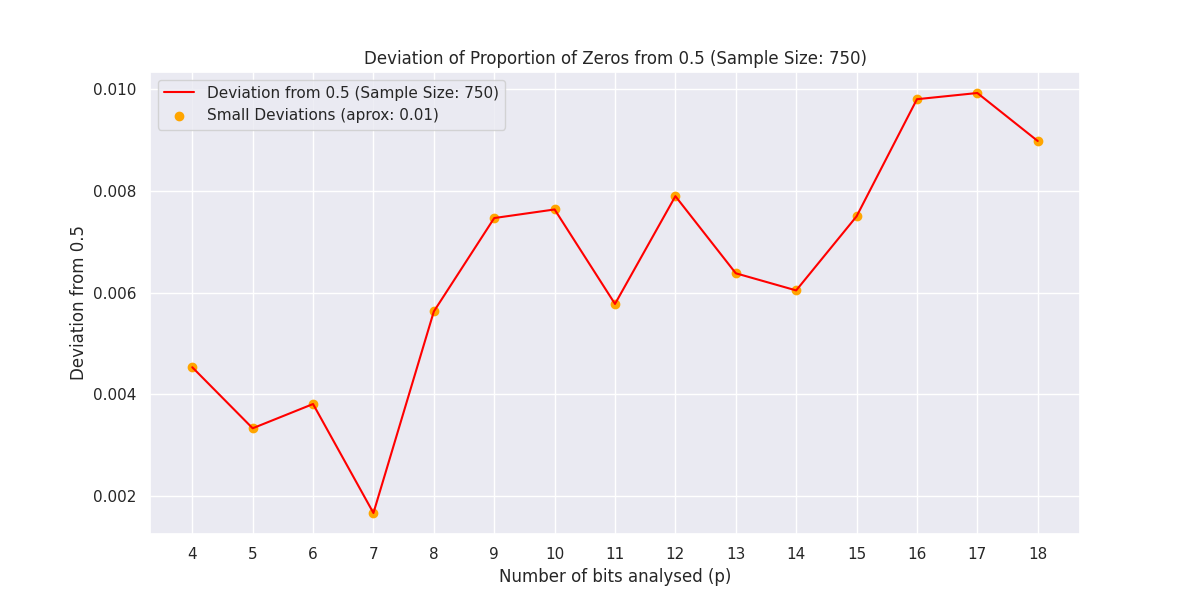 Deviation of Proportion of Zeros from 0.5 (Sample Size: 750)
Deviation from 0.5 (Sample Size: 750)
Small Deviations (aprox: 0.01)
Deviation from 0.5
0.010
0.008
0.006
0.004
0.002
4 5 6 7 8 9 10 11 12 13 14 15 16 17 18
Number of bits analysed (p)